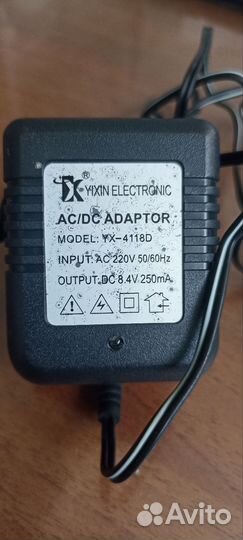 YX ® YIXIN ELECTRONIC
AC/DC ADAPTOR
MODEL: YX-4118D
INPUT: AC 220V 50/60Hz
OUTPUT: DC 8.4V 250mA
Avito